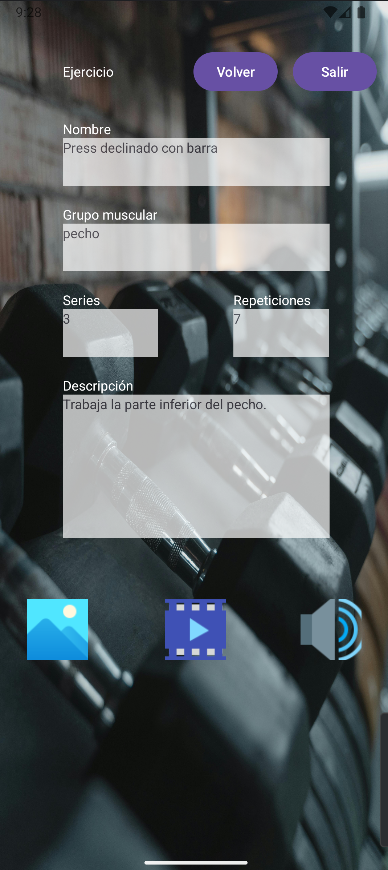 9:28
Ejercicio Volver Salir
Nombre
Press declinado con barra
Grupo muscular
pecho
Series Repeticiones
3 7
Descripción
Trabaja la parte inferior del pecho.